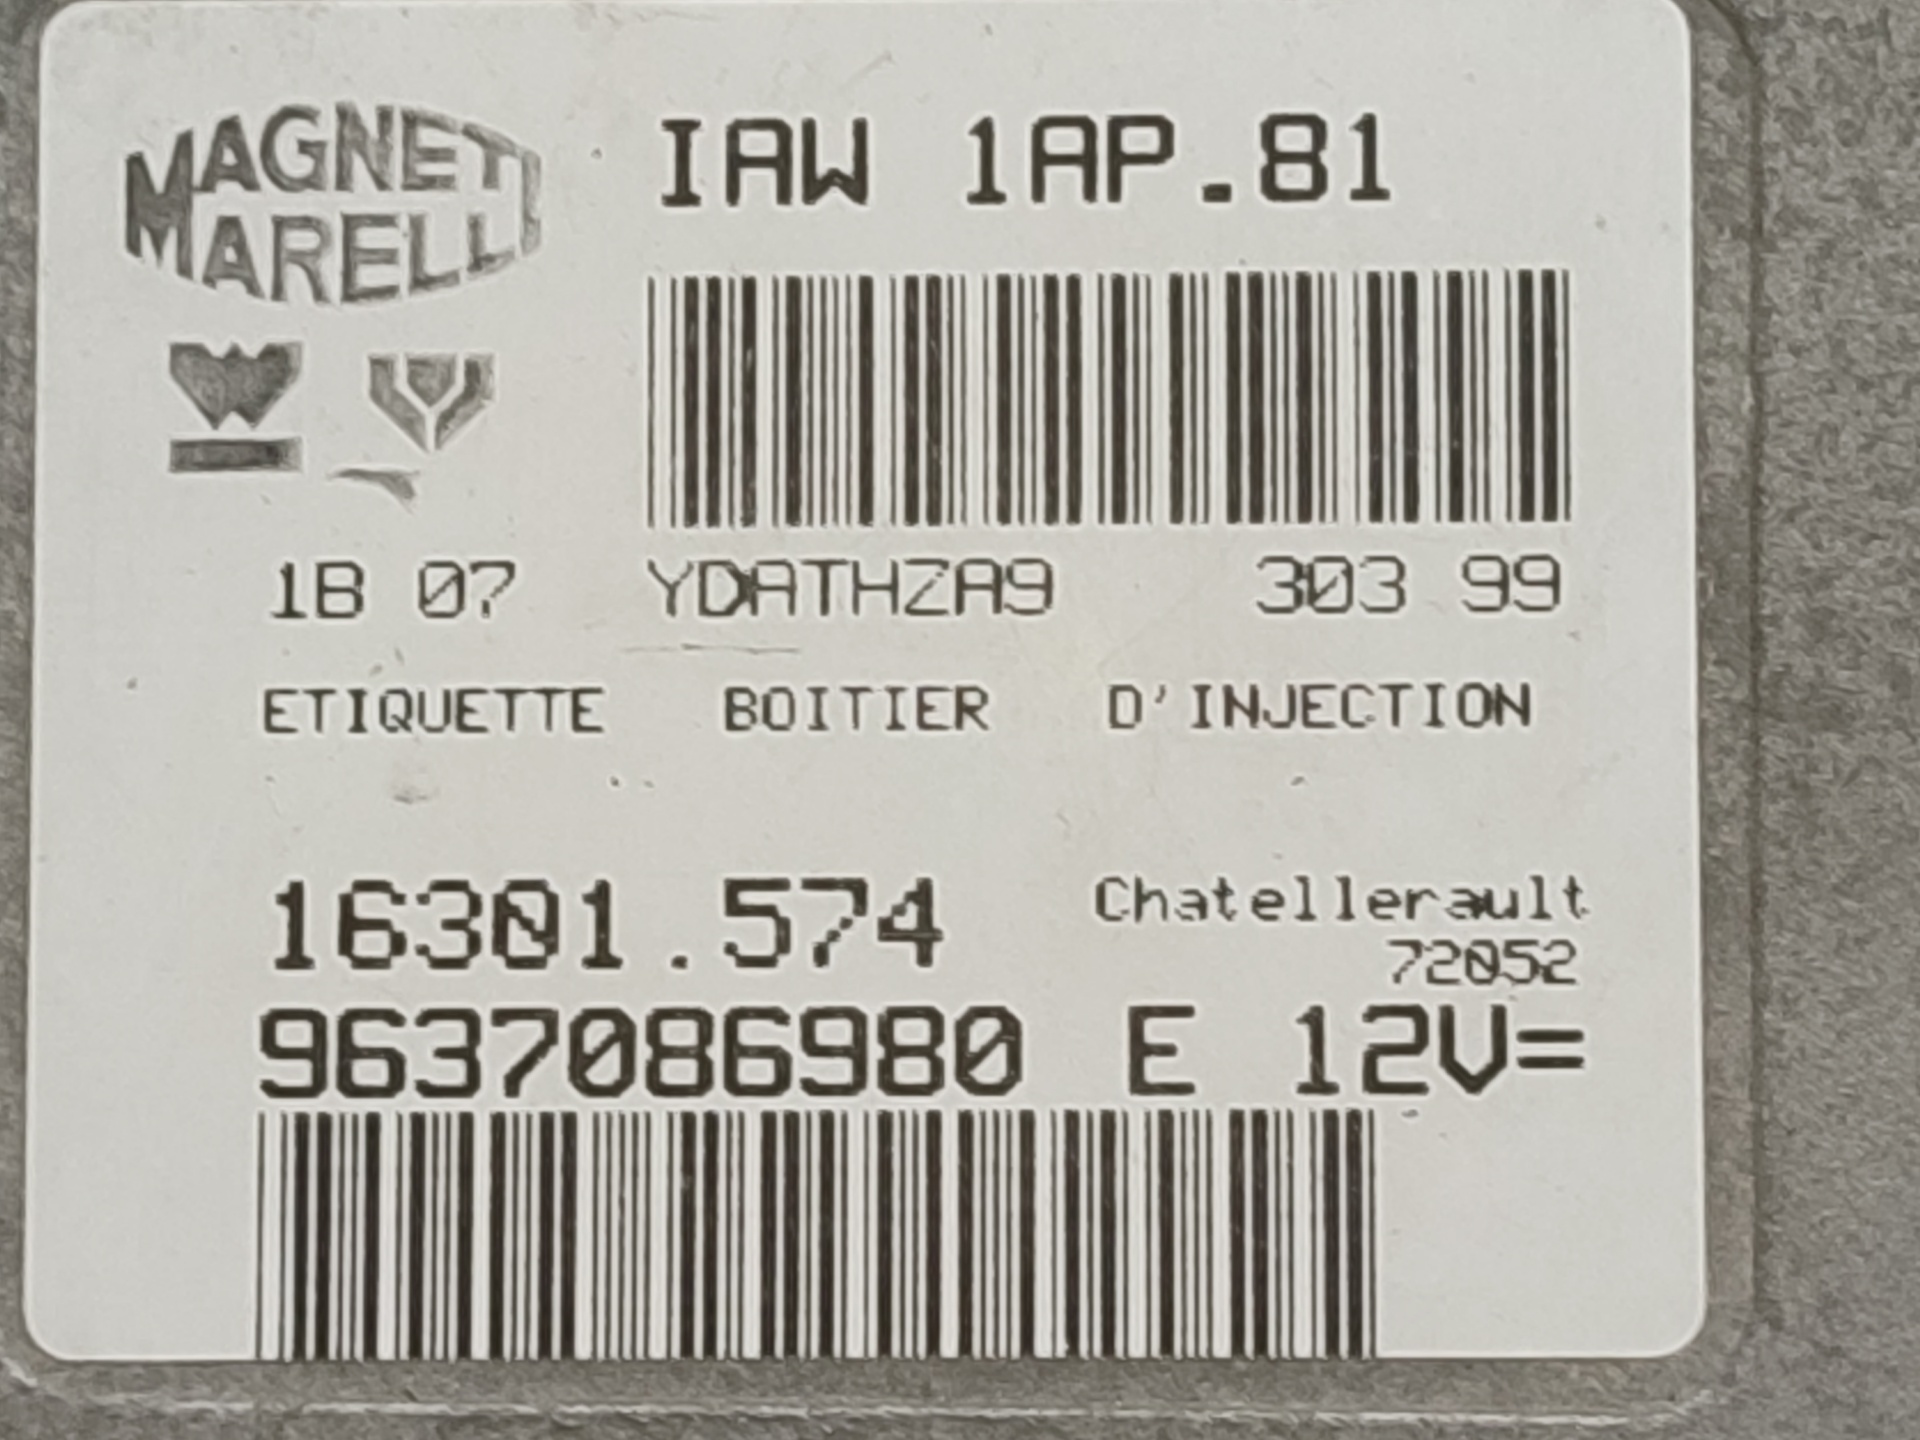 MAGNETI
MARELLI
IAW 1AP.81
1B 07 YDATHZA9 303 99
ETIQUETTE BOITIER D'INJECTION
16301.574
Chatellerault
72052
9637086980 E 12V=